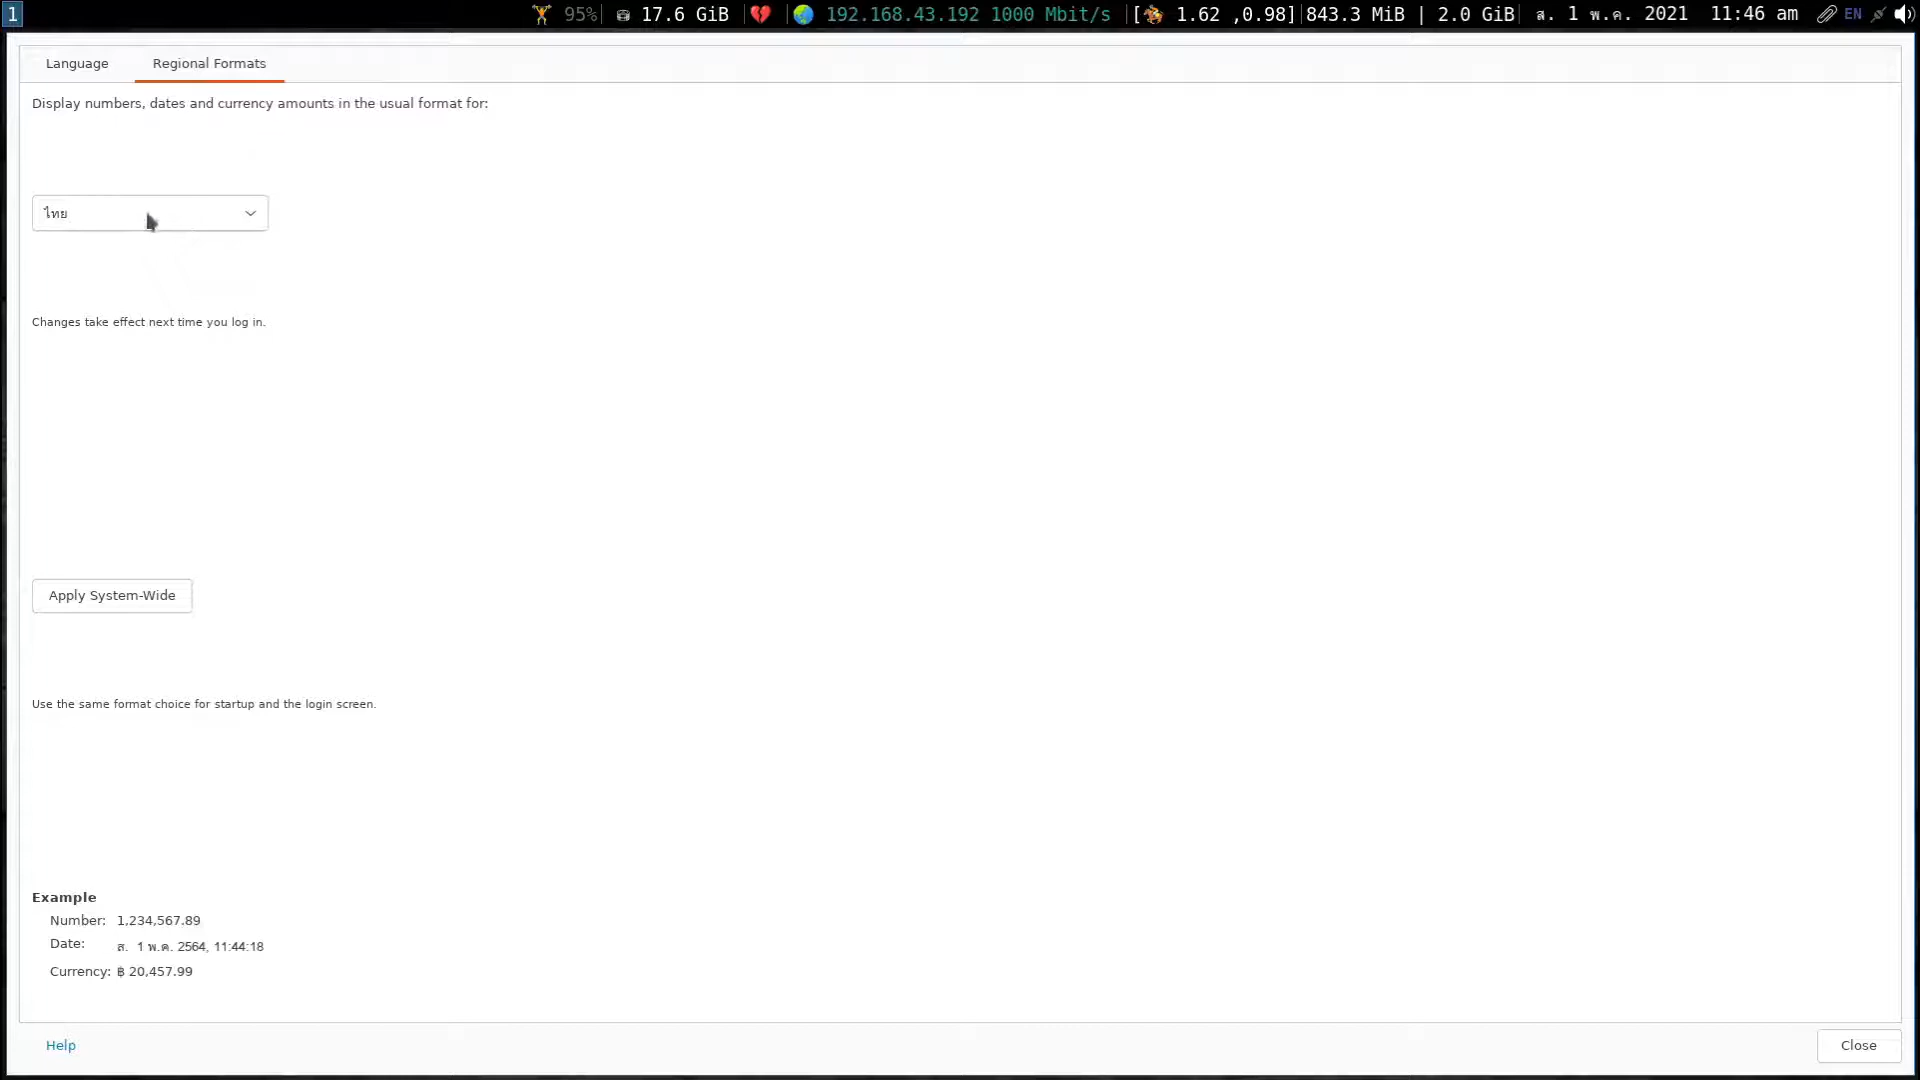 1 95% 17.6 GiB 192.168.43.192 1000 Mbit/s [ 1.62 ,0.98] 843.3 MiB | 2.0 GiB ส. 1 พ.ค. 2021 11:46 am EN
Language Regional Formats
Display numbers, dates and currency amounts in the usual format for:
ไทย
Changes take effect next time you log in.
Apply System-Wide
Use the same format choice for startup and the login screen.
Example
Number: 1,234,567.89
Date: ส. 1 พ.ค. 2564, 11:44:18
Currency: ฿ 20,457.99
Help Close